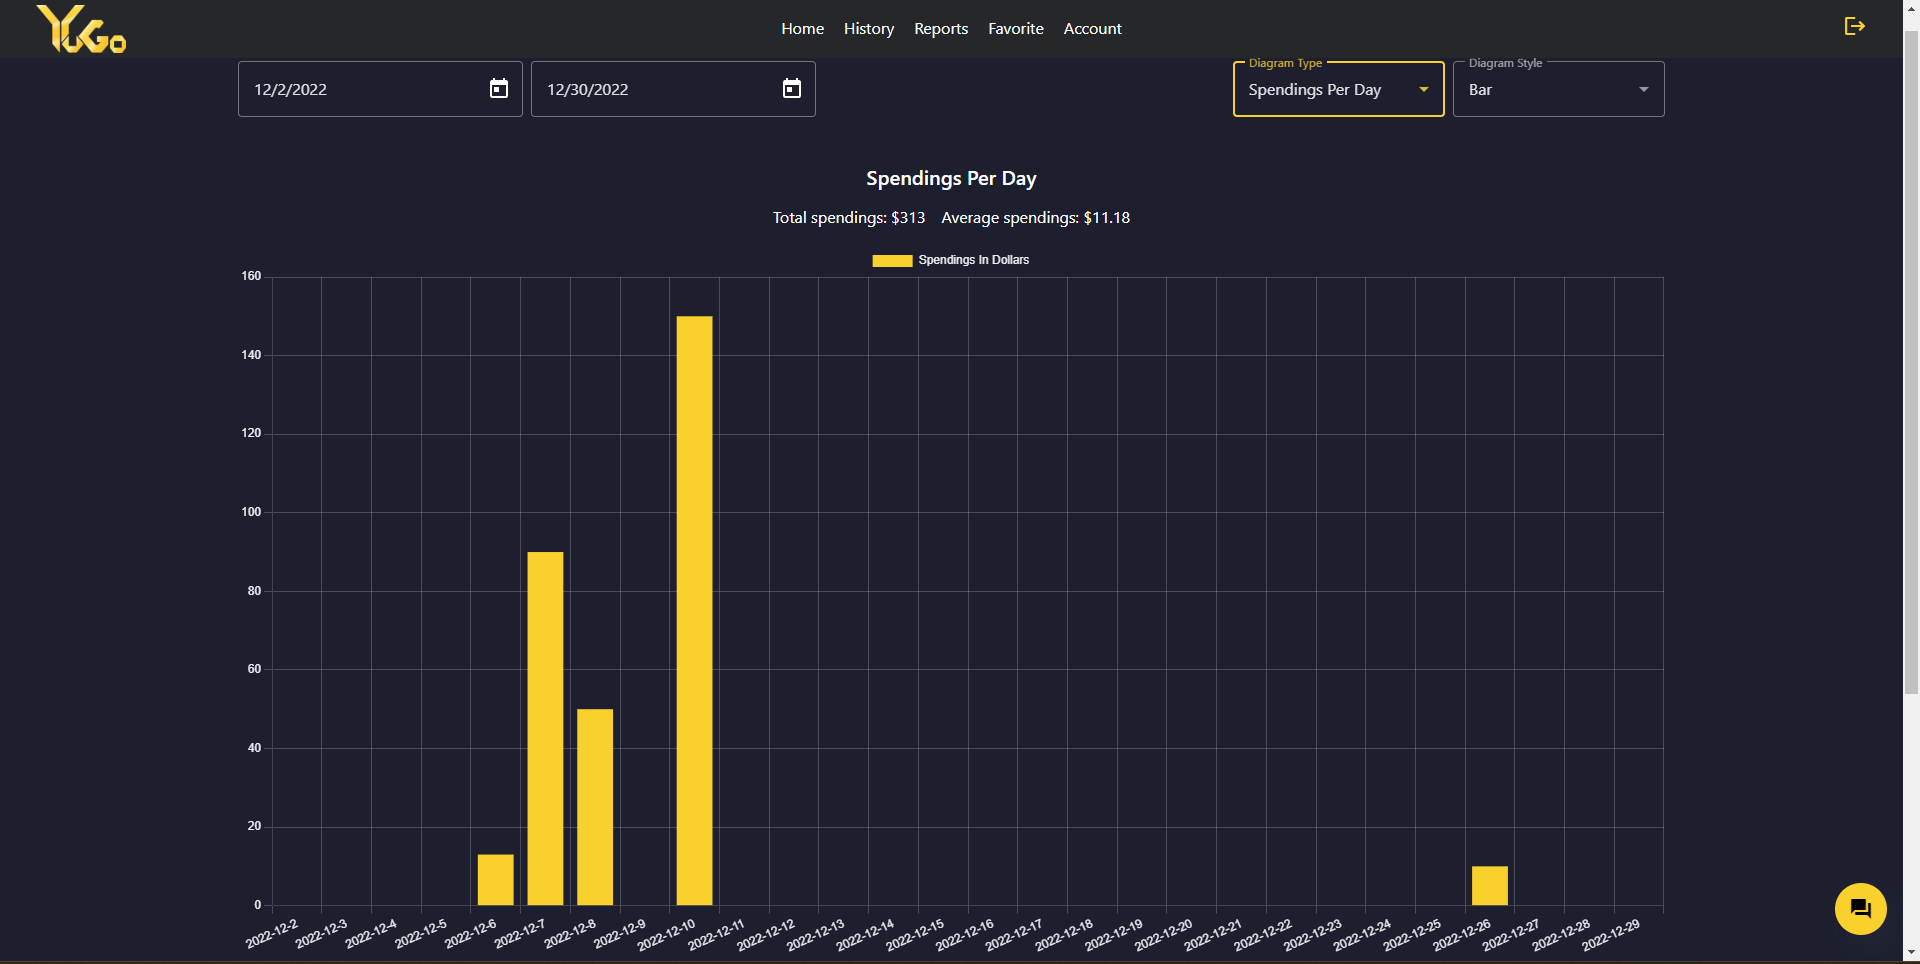 YuGo
Home History Reports Favorite Account
12/2/2022 12/30/2022
Diagram Type Diagram Style
Spendings Per Day Bar
Spendings Per Day
Total spendings: $313 Average spendings: $11.18
Spendings In Dollars
160
140
120
100
80
60
40
20
0
2022-12-2 2022-12-3 2022-12-4 2022-12-5 2022-12-6 2022-12-7 2022-12-8 2022-12-9 2022-12-10 2022-12-11 2022-12-12 2022-12-13 2022-12-14 2022-12-15 2022-12-16 2022-12-17 2022-12-18 2022-12-19 2022-12-20 2022-12-21 2022-12-22 2022-12-23 2022-12-24 2022-12-25 2022-12-26 2022-12-27 2022-12-28 2022-12-29